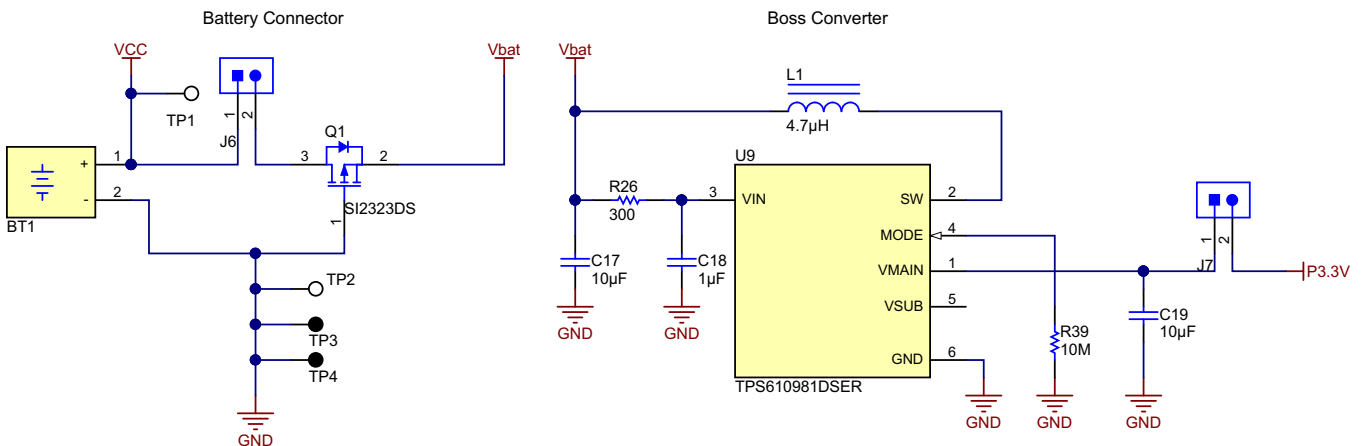 Battery Connector
VCC
TP1
1
2
J6
Vbat
Q1
3
2
SI2323DS
1
+
-
1
2
BT1
TP2
TP3
TP4
GND
Boss Converter
Vbat
L1
4.7µH
U9
R26
300
3
VIN
SW
2
MODE
4
VMAIN
1
VSUB
5
GND
6
TPS610981DSER
C17
10µF
GND
C18
1µF
GND
GND
R39
10M
GND
C19
10µF
GND
1
2
J7
P3.3V